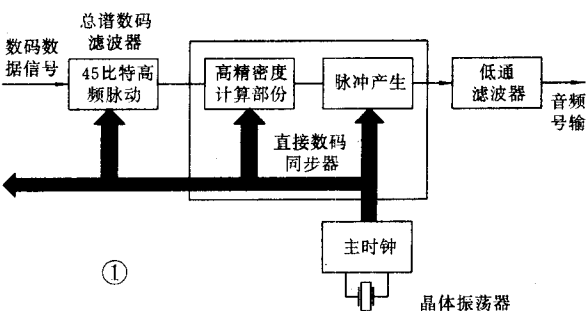 总谱数码
滤波器
数码数
据信号
45比特高
频脉动
高精密度
计算部份
脉冲产生
低通
滤波器
音频
号输
直接数码
同步器
主时钟
①
晶体振荡器